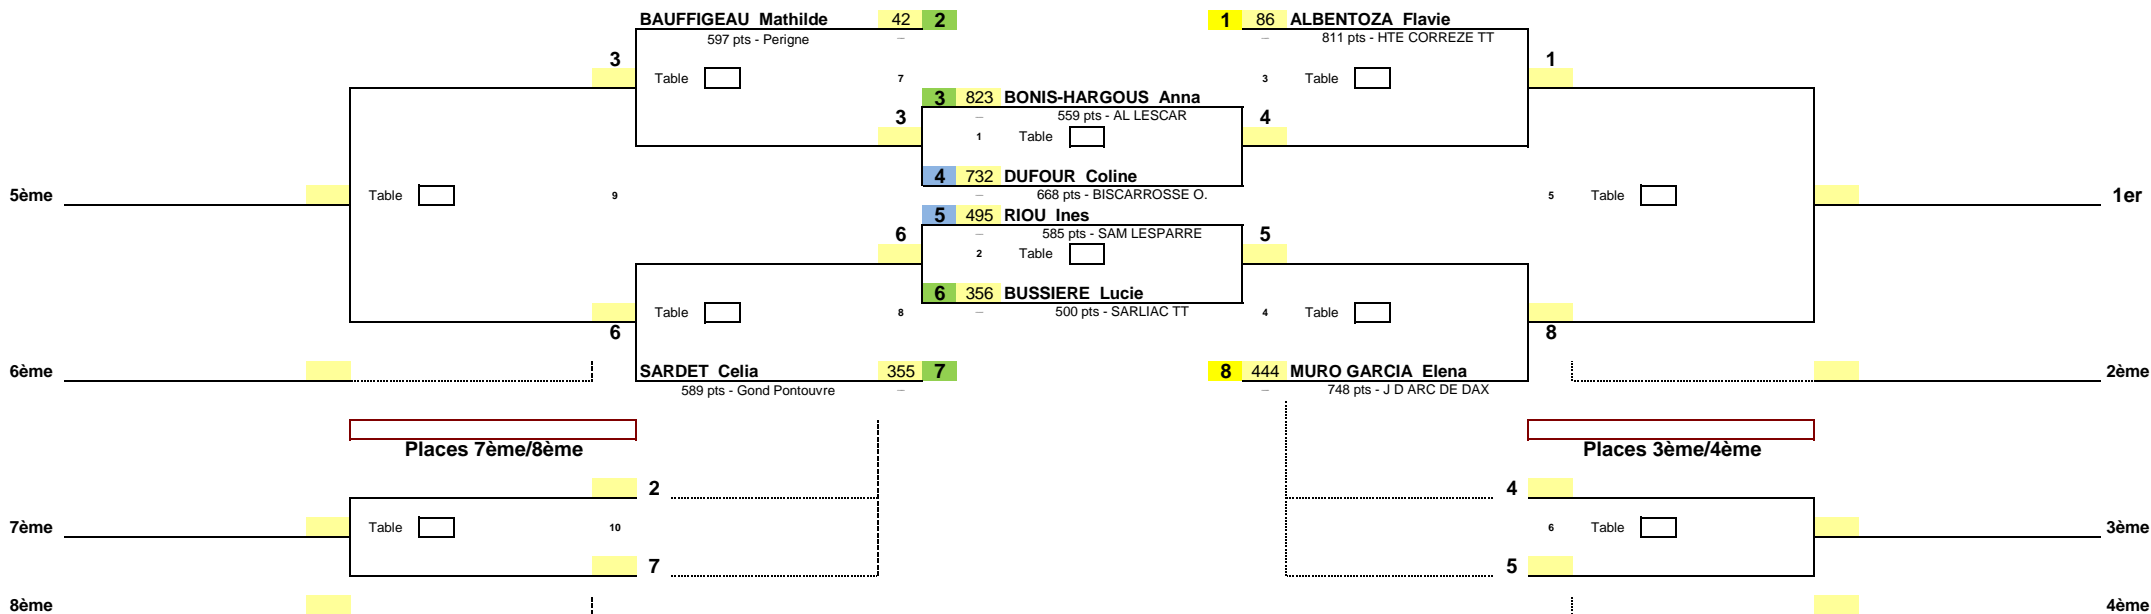 BAUFFIGEAU Mathilde 42 2 1 86 ALBENTOZA Flavie
597 pts - Perigne – – 811 pts - HTE CORREZE TT
3 1
Table 7 3 Table
3 823 BONIS-HARGOUS Anna
3 – 559 pts - AL LESCAR 4
1 Table
4 732 DUFOUR Coline
– 668 pts - BISCARROSSE O.
5ème Table 9 5 Table 1er
5 495 RIOU Ines
6 – 585 pts - SAM LESPARRE 5
2 Table
6 356 BUSSIERE Lucie
Table 8 – 500 pts - SARLIAC TT 4 Table
6 8
6ème SARDET Celia 355 7 8 444 MURO GARCIA Elena 2ème
589 pts - Gond Pontouvre – – 748 pts - J D ARC DE DAX
Places 7ème/8ème Places 3ème/4ème
2 4
7ème Table 10 6 Table 3ème
7 5
8ème 4ème